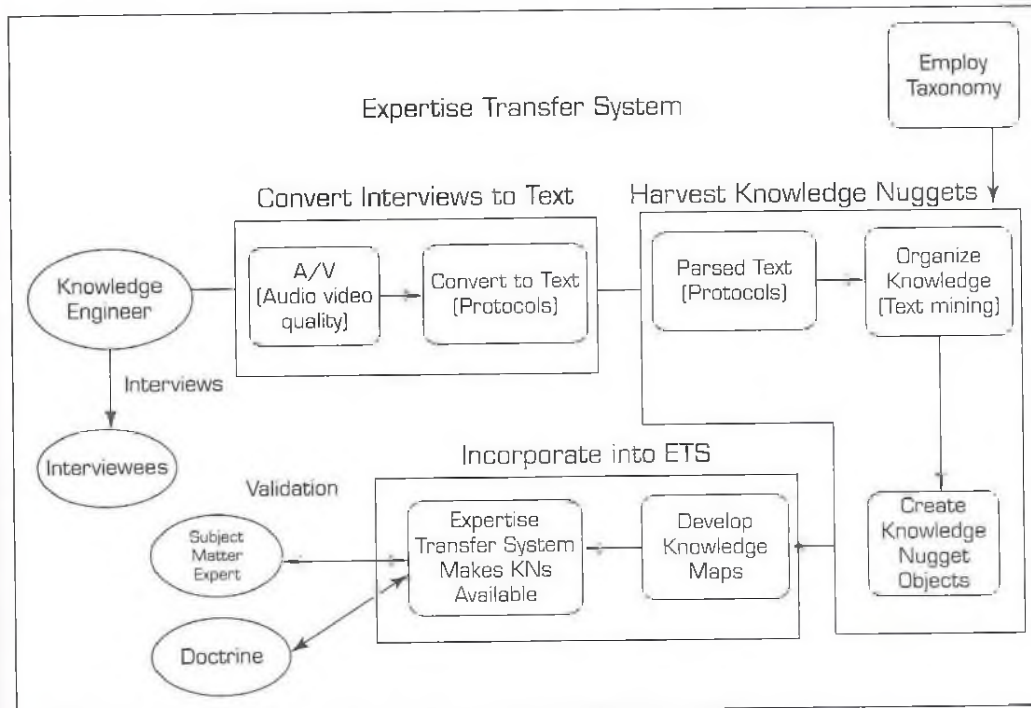 Employ
Taxonomy
Expertise Transfer System
Convert Interviews to Text
Harvest Knowledge Nuggets
Knowledge
Engineer
A/V
(Audio video
quality)
Convert to Text
(Protocols)
Parsed Text
(Protocols)
Organize
Knowledge
(Text mining)
Interviews
Interviewees
Incorporate into ETS
Validation
Subject
Matter
Expert
Expertise
Transfer System
Makes KNs
Available
Develop
Knowledge
Maps
Create
Knowledge
Nugget
Objects
Doctrine